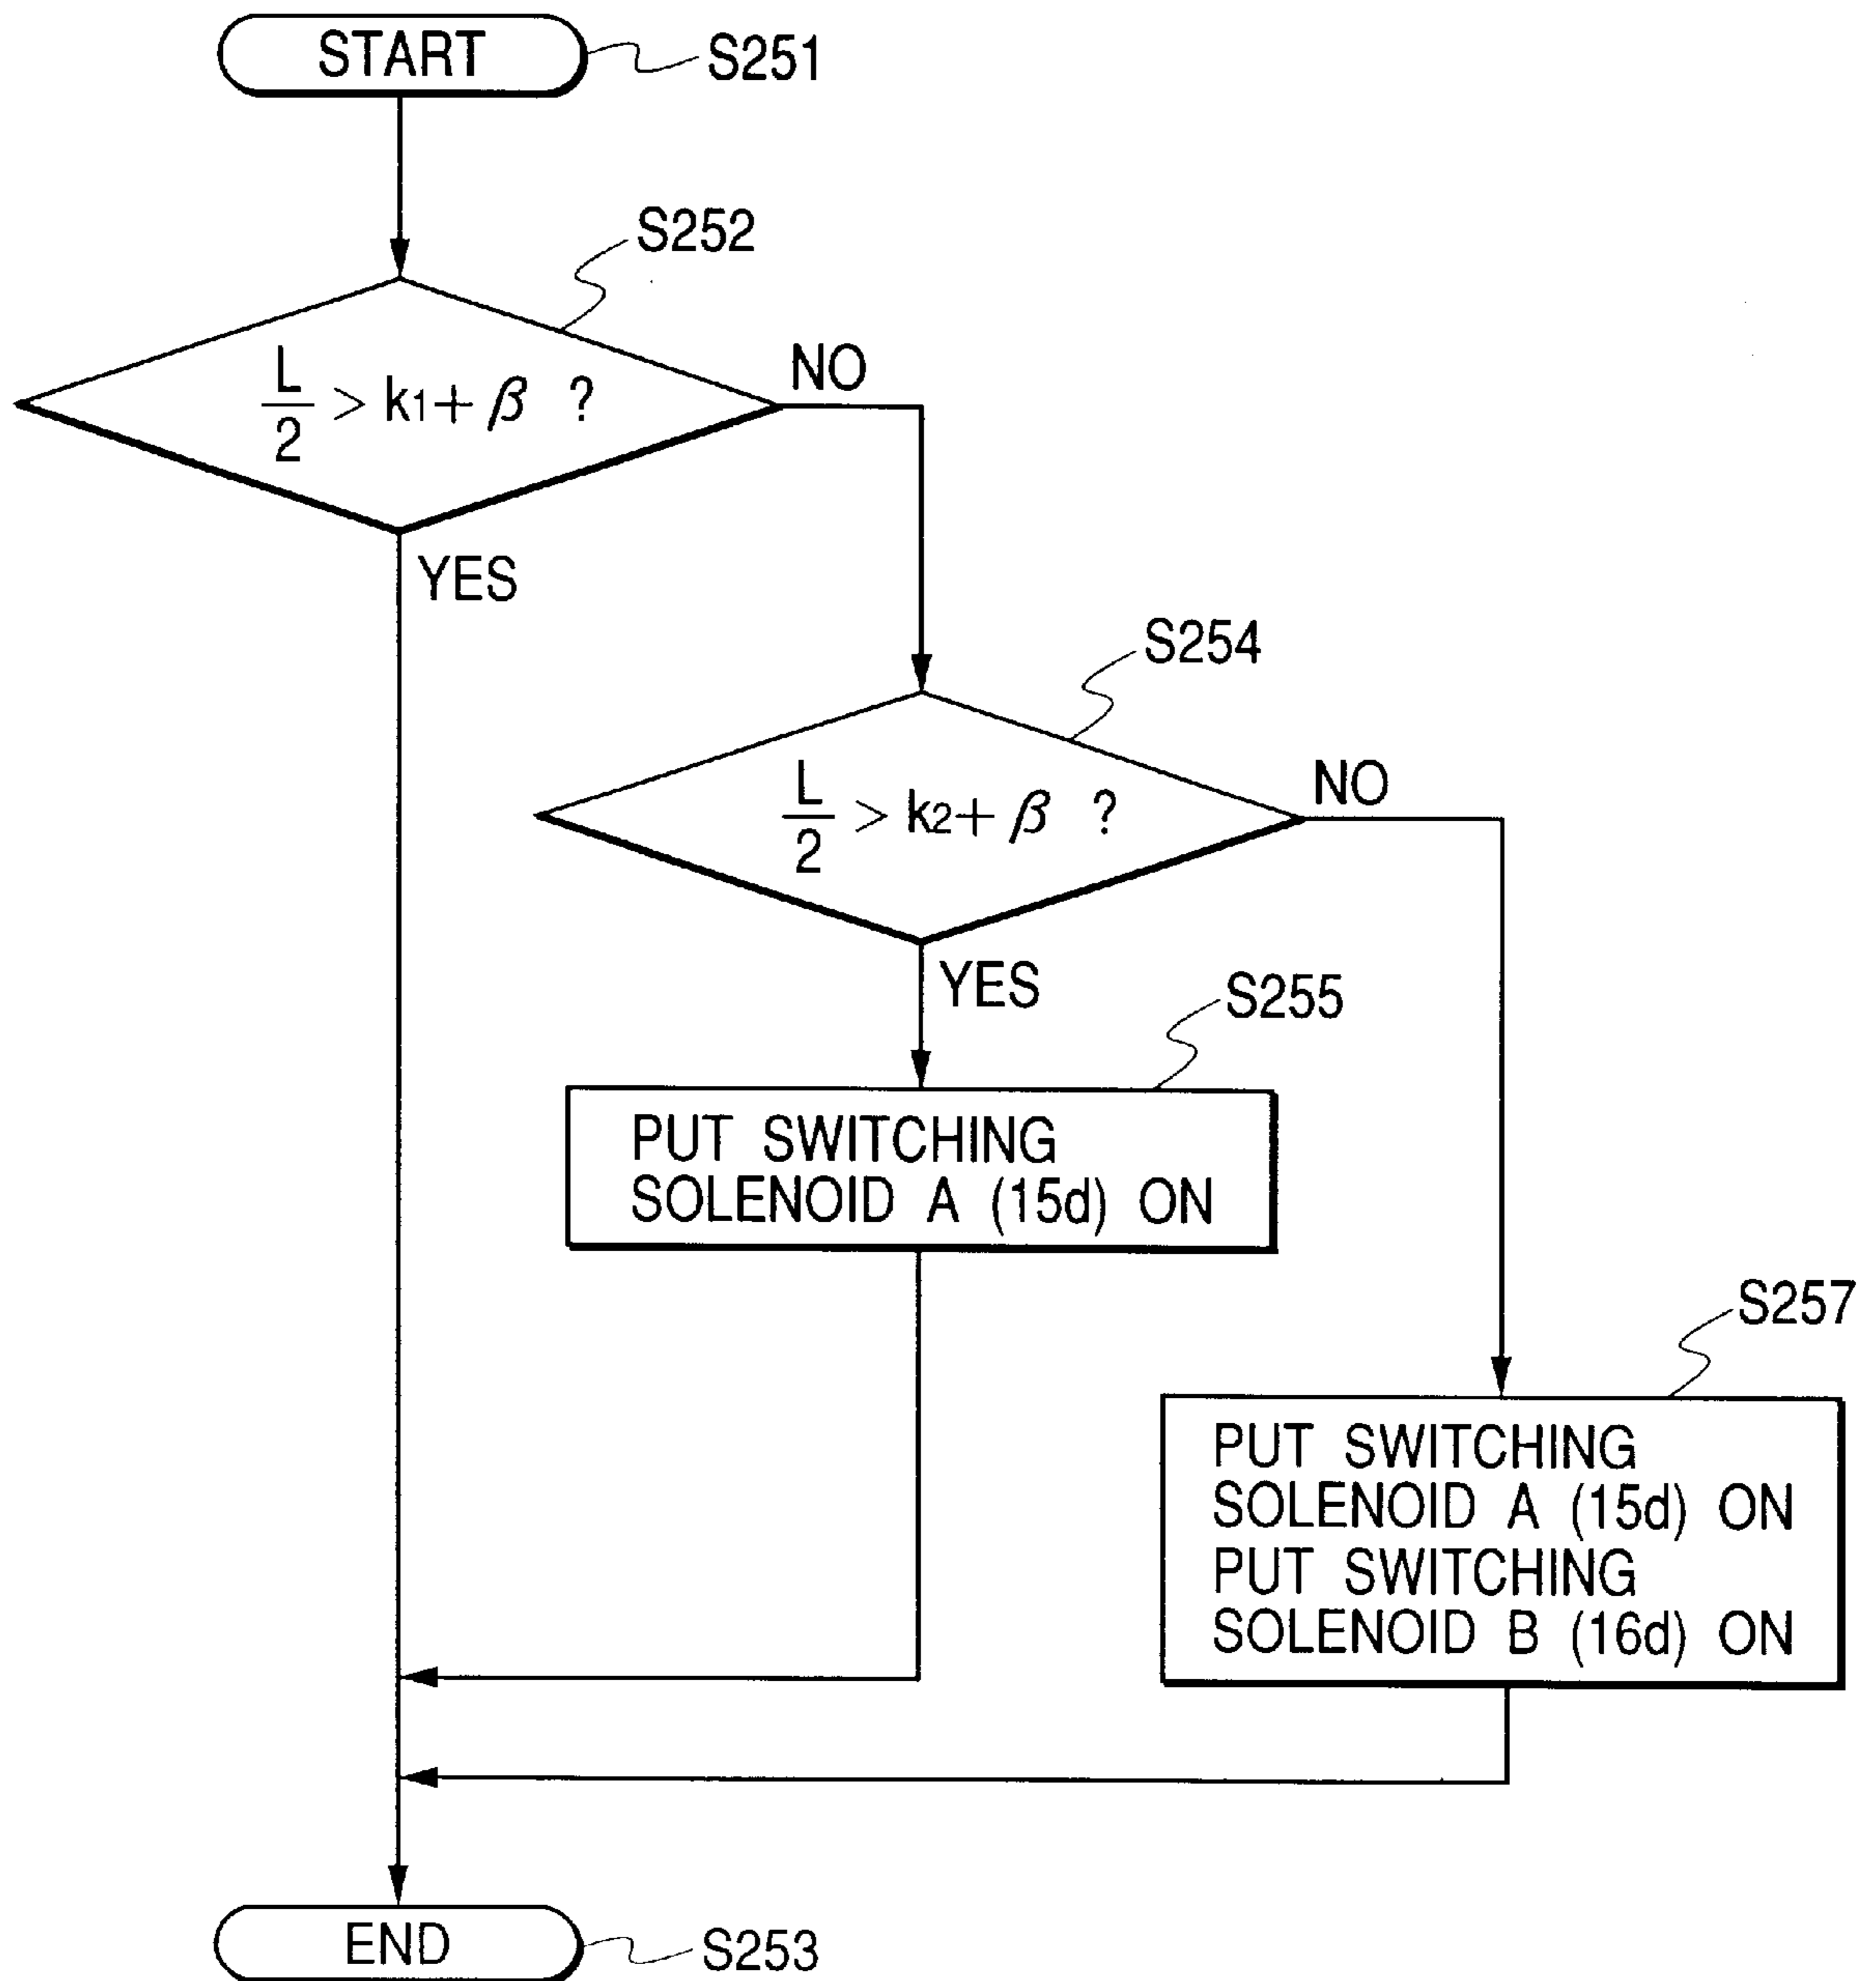 START
S251
S252
L/2 > k1+β ?
NO
YES
S254
L/2 > k2+β ?
NO
YES
S255
PUT SWITCHING
SOLENOID A (15d) ON
S257
PUT SWITCHING
SOLENOID A (15d) ON
PUT SWITCHING
SOLENOID B (16d) ON
END
S253